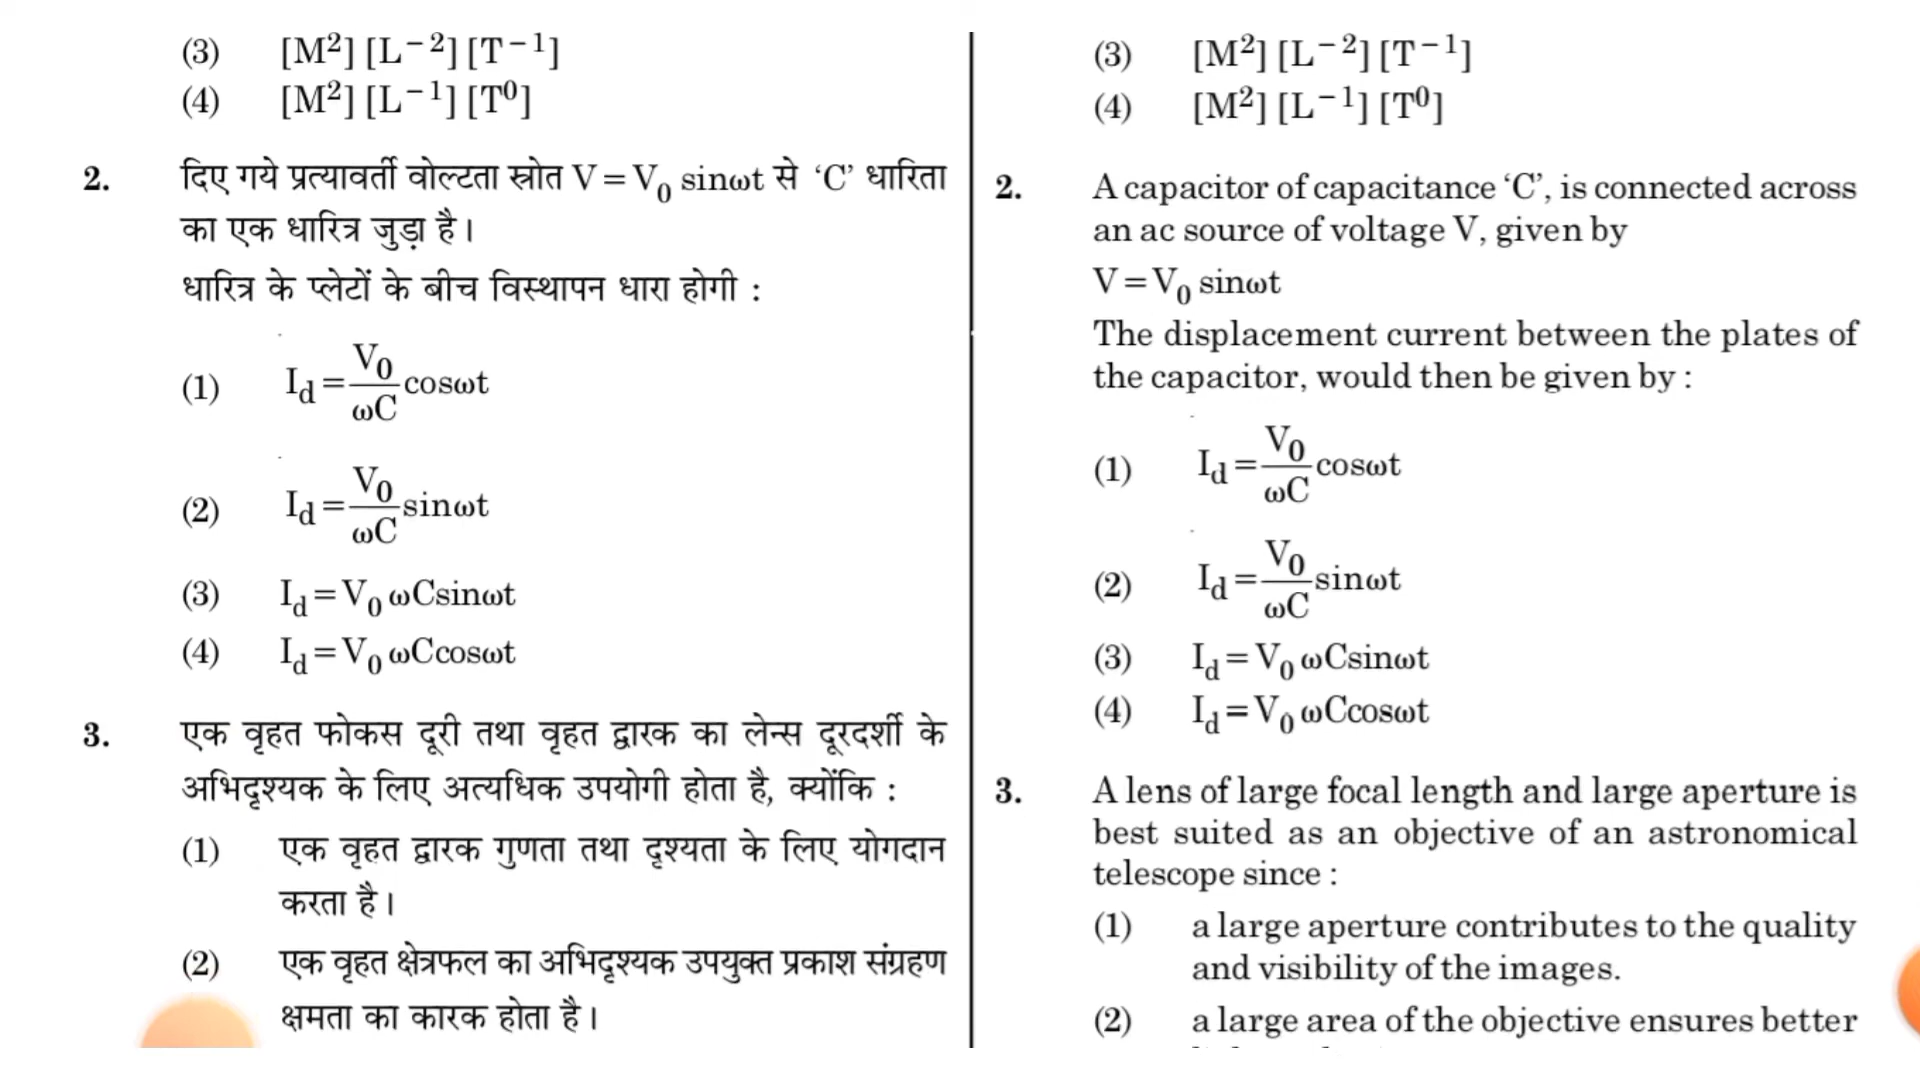 (3) [M²] [L⁻²] [T⁻¹]
(4) [M²] [L⁻¹] [T⁰]
2. दिए गये प्रत्यावर्ती वोल्टता स्रोत V=V₀ sinωt से ‘C’ धारिता
का एक धारित्र जुड़ा है।
धारित्र के प्लेटों के बीच विस्थापन धारा होगी :
(1) I_d = V₀/ωC cosωt
(2) I_d = V₀/ωC sinωt
(3) I_d = V₀ ωCsinωt
(4) I_d = V₀ ωCcosωt
3. एक वृहत फोकस दूरी तथा वृहत द्वारक का लेन्स दूरदर्शी के
अभिदृश्यक के लिए अत्यधिक उपयोगी होता है, क्योंकि :
(1) एक वृहत द्वारक गुणता तथा दृश्यता के लिए योगदान
करता है।
(2) एक वृहत क्षेत्रफल का अभिदृश्यक उपयुक्त प्रकाश संग्रहण
क्षमता का कारक होता है।
(3) [M²] [L⁻²] [T⁻¹]
(4) [M²] [L⁻¹] [T⁰]
2. A capacitor of capacitance ‘C’, is connected across
an ac source of voltage V, given by
V=V₀ sinωt
The displacement current between the plates of
the capacitor, would then be given by :
(1) I_d = V₀/ωC cosωt
(2) I_d = V₀/ωC sinωt
(3) I_d = V₀ ωCsinωt
(4) I_d = V₀ ωCcosωt
3. A lens of large focal length and large aperture is
best suited as an objective of an astronomical
telescope since :
(1) a large aperture contributes to the quality
and visibility of the images.
(2) a large area of the objective ensures better